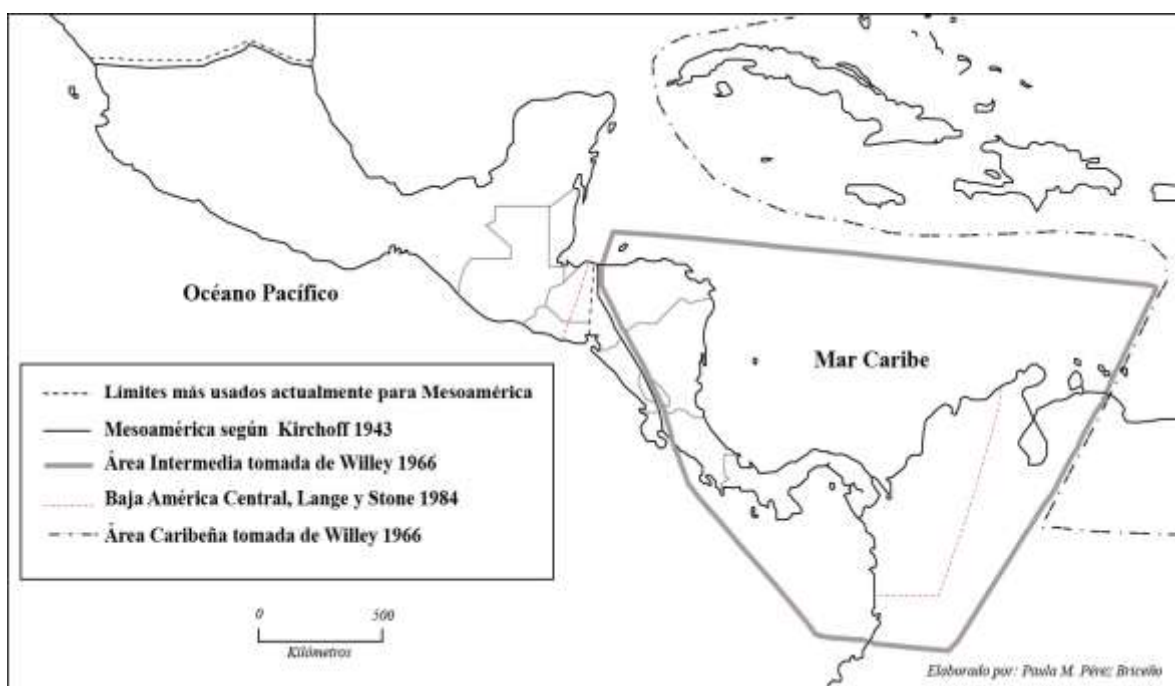 Océano Pacífico
Mar Caribe
Límites más usados actualmente para Mesoamérica
Mesoamérica según Kirchoff 1943
Área Intermedia tomada de Willey 1966
Baja América Central, Lange y Stone 1984
Área Caribeña tomada de Willey 1966
0 500
Kilómetros
Elaborado por: Paula M. Pérez Briceño